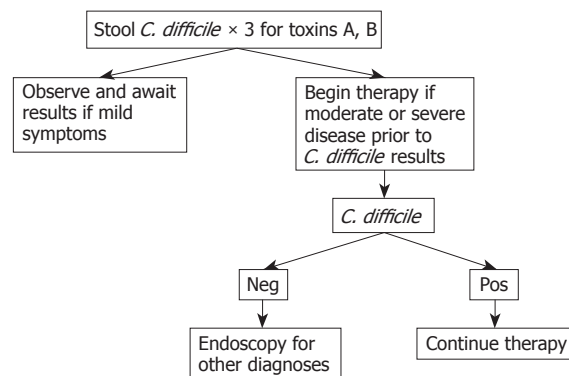 Stool C. difficile × 3 for toxins A, B
Observe and await
results if mild
symptoms
Begin therapy if
moderate or severe
disease prior to
C. difficile results
C. difficile
Neg
Pos
Endoscopy for
other diagnoses
Continue therapy